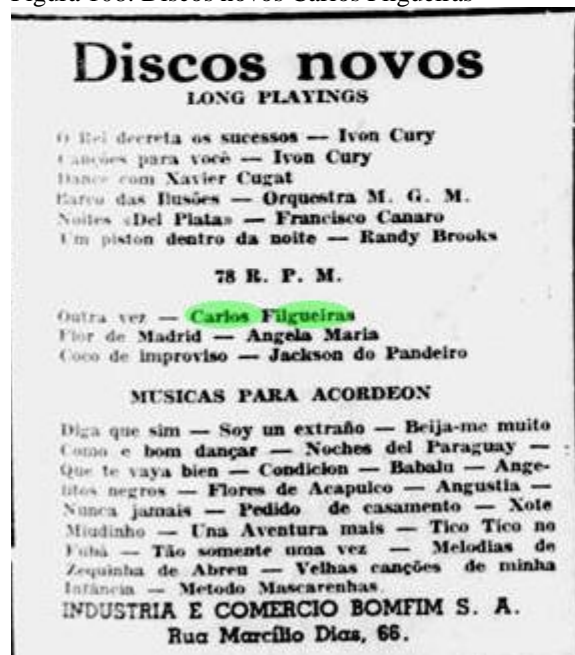 Discos novos
LONG PLAYINGS
O Rei decreta os sucessos — Ivon Cury
Canções para você — Ivon Cury
Dance com Xavier Cugat
Barco das Ilusões — Orquestra M. G. M.
Noites «Del Plata» — Francisco Canaro
Um piston dentro da noite — Randy Brooks
78 R. P. M.
Outra vez — Carlos Filgueiras
Flor de Madrid — Angela Maria
Coco de improviso — Jackson do Pandeiro
MUSICAS PARA ACORDEON
Diga que sim — Soy un extraño — Beija-me muito
Como e bom dançar — Noches del Paraguay —
Que te vaya bien — Condicion — Babalu — Ange-
litos negros — Flores de Acapulco — Angustia —
Nunca jamais — Pedido de casamento — Xote
Miudinho — Una Aventura mais — Tico Tico no
Fubá — Tão somente uma vez — Melodias de
Zequinha de Abreu — Velhas canções de minha
Infância — Metodo Mascarenhas.
INDUSTRIA E COMERCIO BOMFIM S. A.
Rua Marcílio Dias, 66.